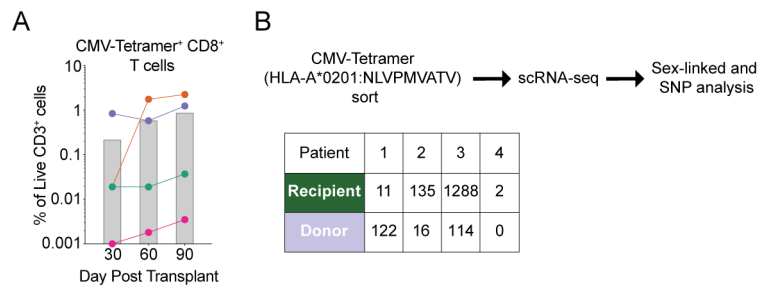 A
CMV-Tetramer⁺ CD8⁺
T cells
% of Live CD3⁺ cells
10
1
0.1
0.01
0.001
30 60 90
Day Post Transplant
B
CMV-Tetramer
(HLA-A*0201:NLVPMVATV)
sort
scRNA-seq
Sex-linked and
SNP analysis
Patient 1 2 3 4
Recipient 11 135 1288 2
Donor 122 16 114 0